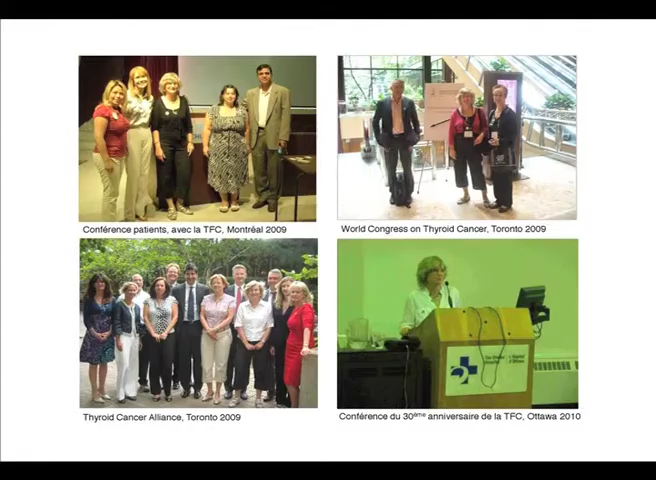 Conférence patients, avec la TFC, Montréal 2009
World Congress on Thyroid Cancer, Toronto 2009
Thyroid Cancer Alliance, Toronto 2009
Conférence du 30ème anniversaire de la TFC, Ottawa 2010